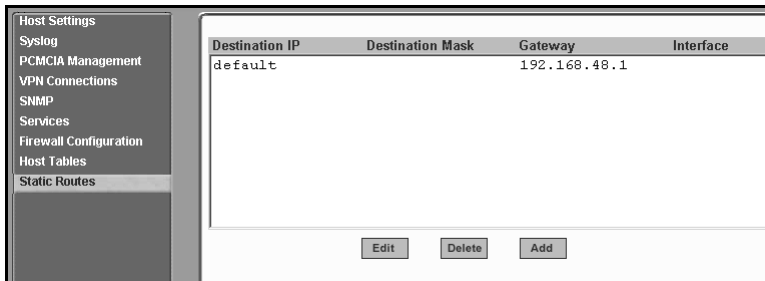 Host Settings
Syslog
PCMCIA Management
VPN Connections
SNMP
Services
Firewall Configuration
Host Tables
Static Routes
Destination IP Destination Mask Gateway Interface
default 192.168.48.1
Edit Delete Add